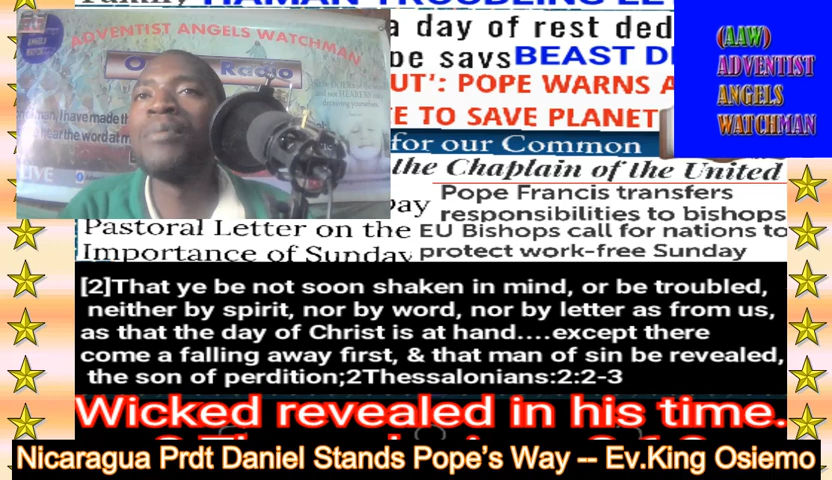 HAMAN TROUBLING
a day of rest ded
ADVENTIST ANGELS WATCHMAN
Radio
pe says BEAST
UT': POPE WARNS A
E TO SAVE PLANET
for our Common
the Chaplain of the United
LIVE
(AAW)
ADVENTIST
ANGELS
WATCHMAN
pay
Pope Francis transfers
responsibilities to bishops
Pastoral Letter on the
Importance of Sunday
EU Bishops call for nations to
protect work-free Sunday
[2]That ye be not soon shaken in mind, or be troubled,
neither by spirit, nor by word, nor by letter as from us,
as that the day of Christ is at hand....except there
come a falling away first, & that man of sin be revealed,
the son of perdition;2Thessalonians:2:2-3
Wicked revealed in his time.
Nicaragua Prdt Daniel Stands Pope's Way -- Ev.King Osiemo